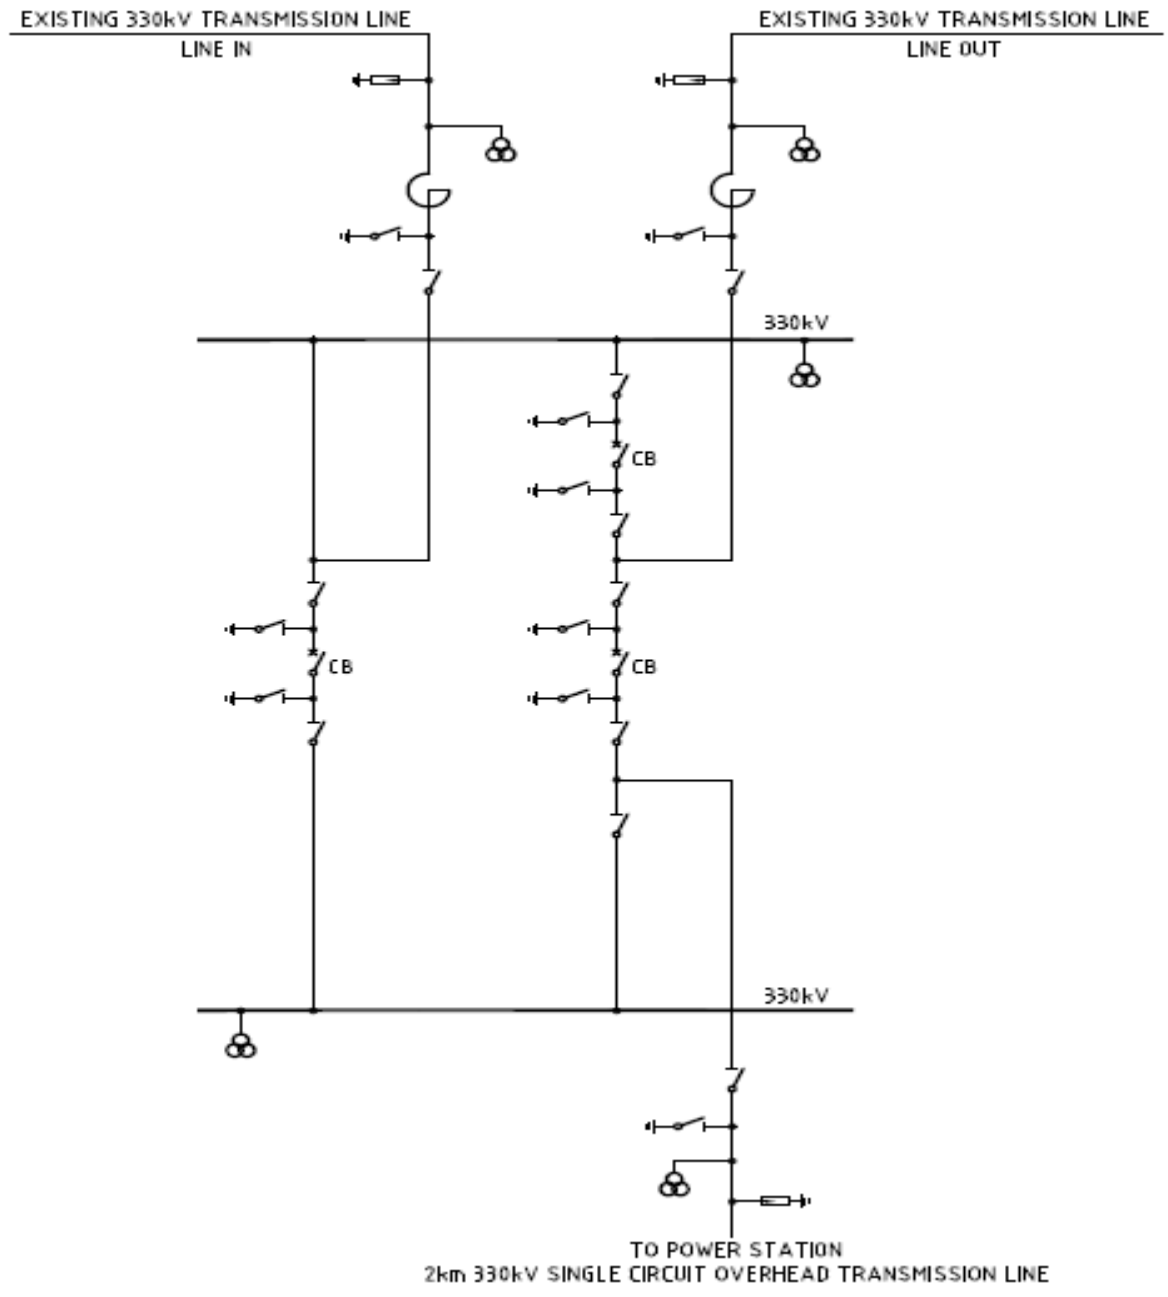 EXISTING 330kV TRANSMISSION LINE
LINE IN
EXISTING 330kV TRANSMISSION LINE
LINE OUT
330kV
CB
CB
CB
330kV
TO POWER STATION
2km 330kV SINGLE CIRCUIT OVERHEAD TRANSMISSION LINE